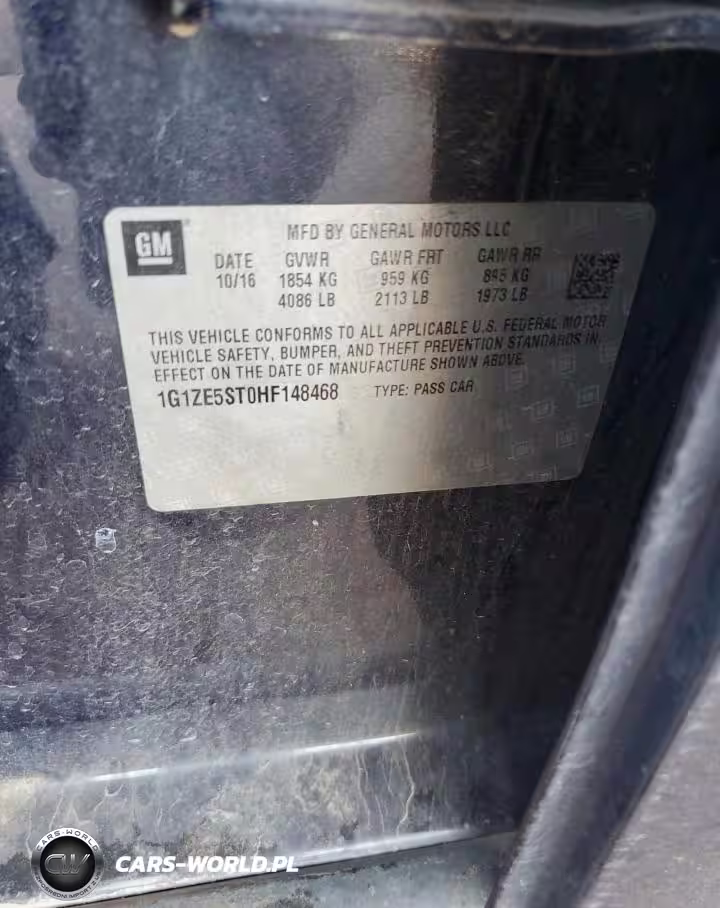 GM
MFD BY GENERAL MOTORS LLC
DATE GVWR GAWR FRT GAWR RR
10/16 1854 KG 959 KG 895 KG
4086 LB 2113 LB 1973 LB
THIS VEHICLE CONFORMS TO ALL APPLICABLE U.S. FEDERAL MOTOR
VEHICLE SAFETY, BUMPER, AND THEFT PREVENTION STANDARDS IN
EFFECT ON THE DATE OF MANUFACTURE SHOWN ABOVE.
1G1ZE5ST0HF148468 TYPE: PASS CAR
CARS-WORLD
CW
CARS-WORLD.PL